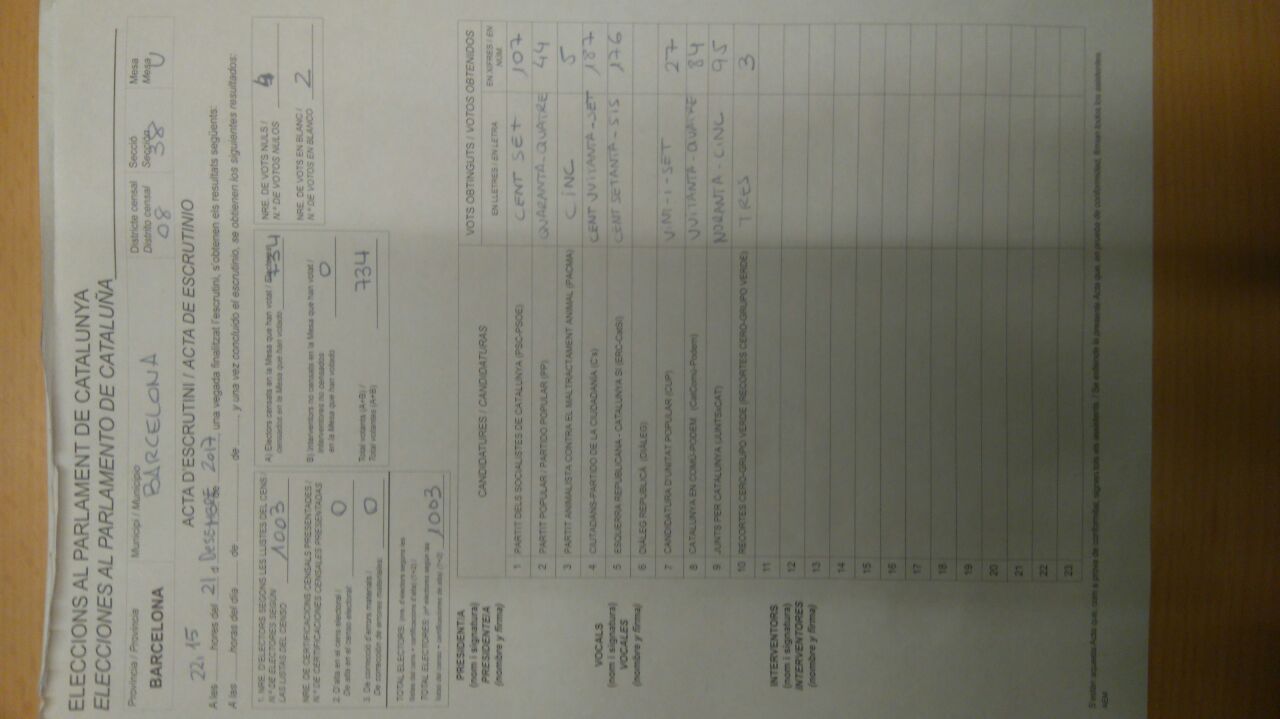 ELECCIONS AL PARLAMENT DE CATALUNYA
ELECCIONES AL PARLAMENTO DE CATALUÑA
Província / Provincia
BARCELONA
Municipi / Municipio
BARCELONA
Districte censal
Distrito censal
08
Secció
Sección
38
Mesa
Mesa
U
ACTA D'ESCRUTINI / ACTA DE ESCRUTINIO
A les 22:15 hores del 21 d de 2017, una vegada finalitzat l'escrutini, s'obtenen els resultats següents:
A las horas del día de de , y una vez concluido el escrutinio, se obtienen los siguientes resultados:
1. NRE. D'ELECTORS SEGONS LES LLISTES DEL CENS /
N.º DE ELECTORES SEGÚN
LAS LISTAS DEL CENSO
1003
NRE. DE CERTIFICACIONS CENSALS PRESENTADES /
N.º DE CERTIFICACIONES CENSALES PRESENTADAS
2. D'alta en el cens electoral /
De alta en el censo electoral
0
3. De correcció d'errors materials /
De corrección de errores materiales
0
TOTAL ELECTORS
TOTAL ELECTORES
1003
A) Electors censats en la Mesa que han votat /
censados en la Mesa que han votado
734
B) Interventors no censats en la Mesa que han votat /
Interventores no censados
en la Mesa que han votado
0
Total votants (A+B) /
Total votantes (A+B)
734
NRE. DE VOTS NULS /
N.º DE VOTOS NULOS
4
NRE. DE VOTS EN BLANC /
N.º DE VOTOS EN BLANCO
2
CANDIDATURES / CANDIDATURAS
VOTS OBTINGUTS / VOTOS OBTENIDOS
EN LLETRES / EN LETRA
EN XIFRES / EN NÚM.
1 PARTIT DELS SOCIALISTES DE CATALUNYA (PSC-PSOE) CENT SET 107
2 PARTIT POPULAR / PARTIDO POPULAR (PP) QUARANTA-QUATRE 44
3 PARTIT ANIMALISTA CONTRA EL MALTRACTAMENT ANIMAL (PACMA) CINC 5
4 CIUTADANS-PARTIDO DE LA CIUDADANÍA (C's) CENT VUITANTA-SET 187
5 ESQUERRA REPUBLICANA - CATALUNYA SÍ (ERC-CatSí) CENT SETANTA-SIS 176
6 DIÀLEG REPUBLICÀ (DIÀLEG)
7 CANDIDATURA D'UNITAT POPULAR (CUP) VINT-I-SET 27
8 CATALUNYA EN COMÚ-PODEM (CatComú-Podem) VUITANTA-QUATRE 84
9 JUNTS PER CATALUNYA (JUNTSxCAT) NORANTA-CINC 95
10 RECORTES CERO-GRUPO VERDE (RECORTES CERO-GRUPO VERDE) TRES 3
11
12
13
14
15
16
17
18
19
20
21
22
23
PRESIDENT/A
(nom i signatura)
PRESIDENTE/A
(nombre y firma)
VOCALS
(nom i signatura)
VOCALES
(nombre y firma)
INTERVENTORS
(nom i signatura)
INTERVENTORES
(nombre y firma)